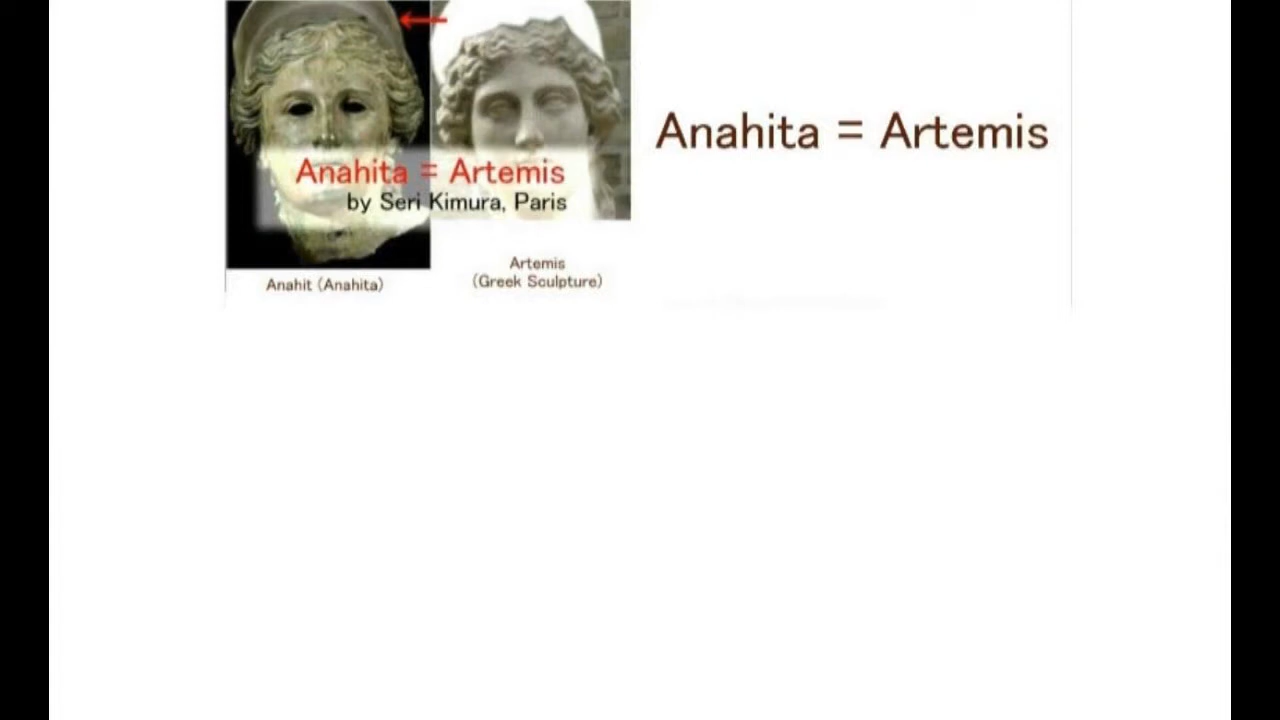 Anahita = Artemis
by Seri Kimura, Paris
Anahit (Anahita)
Artemis
(Greek Sculpture)
Anahita = Artemis